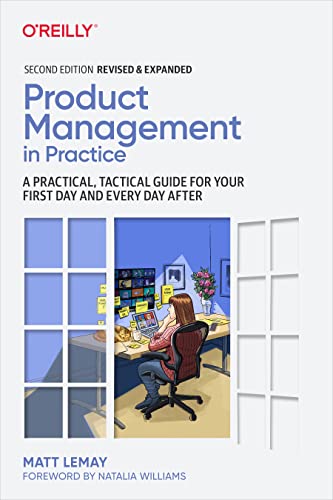 O'REILLY®
SECOND EDITION REVISED & EXPANDED
Product
Management
in Practice
A PRACTICAL, TACTICAL GUIDE FOR YOUR
FIRST DAY AND EVERY DAY AFTER
MATT LEMAY
FOREWORD BY NATALIA WILLIAMS